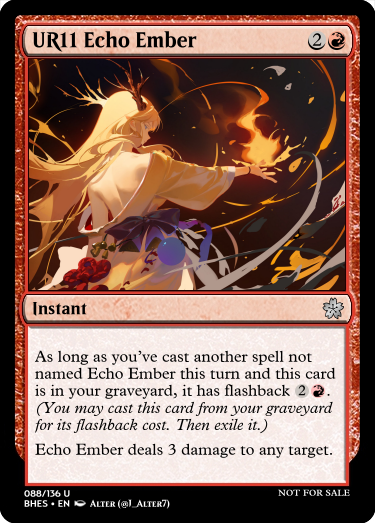 UR11 Echo Ember 2
Instant
As long as you've cast another spell not
named Echo Ember this turn and this card
is in your graveyard, it has flashback 2 .
(You may cast this card from your graveyard
for its flashback cost. Then exile it.)
Echo Ember deals 3 damage to any target.
088/136 U NOT FOR SALE
BHES • EN Alter (@J_Alter7)